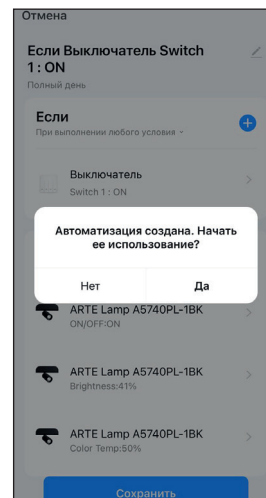 Отмена
Если Выключатель Switch
1 : ON
Полный день
Если
При выполнении любого условия
Выключатель
Switch 1 : ON
Автоматизация создана. Начать
ее использование?
Нет
Да
ARTE Lamp A5740PL-1BK
ON/OFF:ON
ARTE Lamp A5740PL-1BK
Brightness:41%
ARTE Lamp A5740PL-1BK
Color Temp:50%
Сохранить